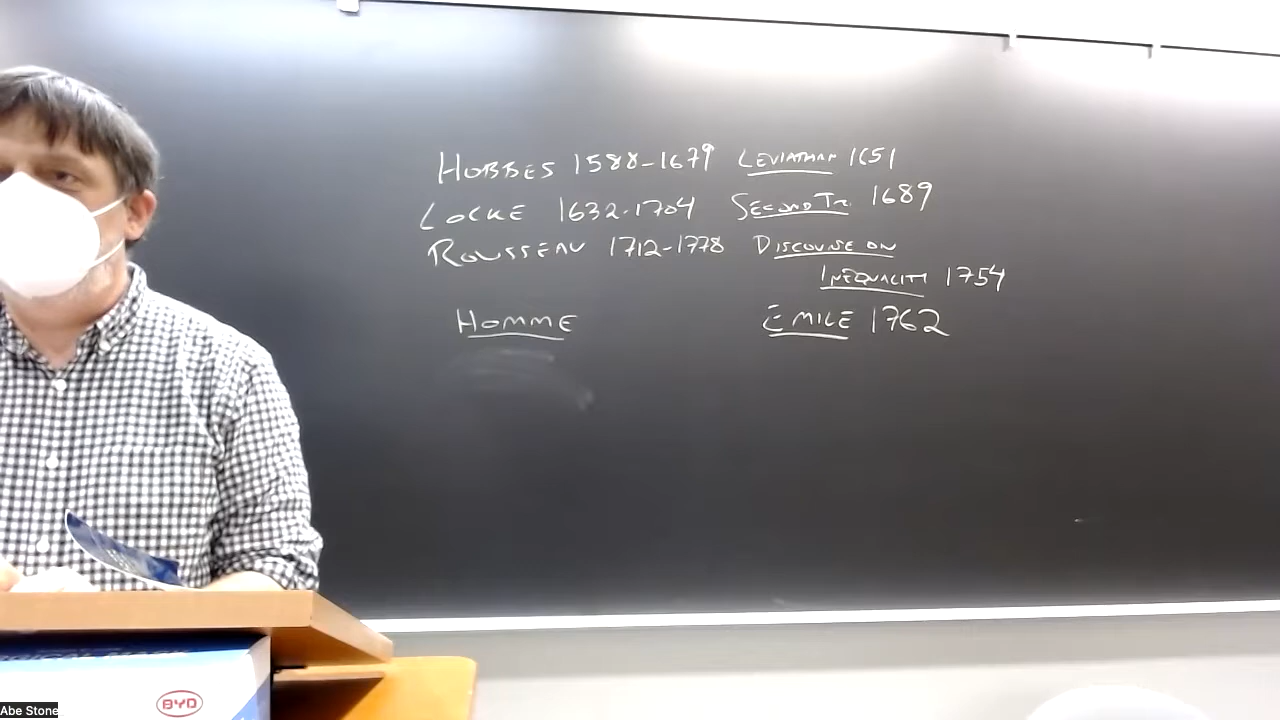 HOBBES 1588-1679 LEVIATHAN 1651
LOCKE 1632-1704 SECOND TR. 1689
ROUSSEAU 1712-1778 DISCOURSE ON
INEQUALITY 1754
HOMME ÉMILE 1762
BYD
Abe Stone